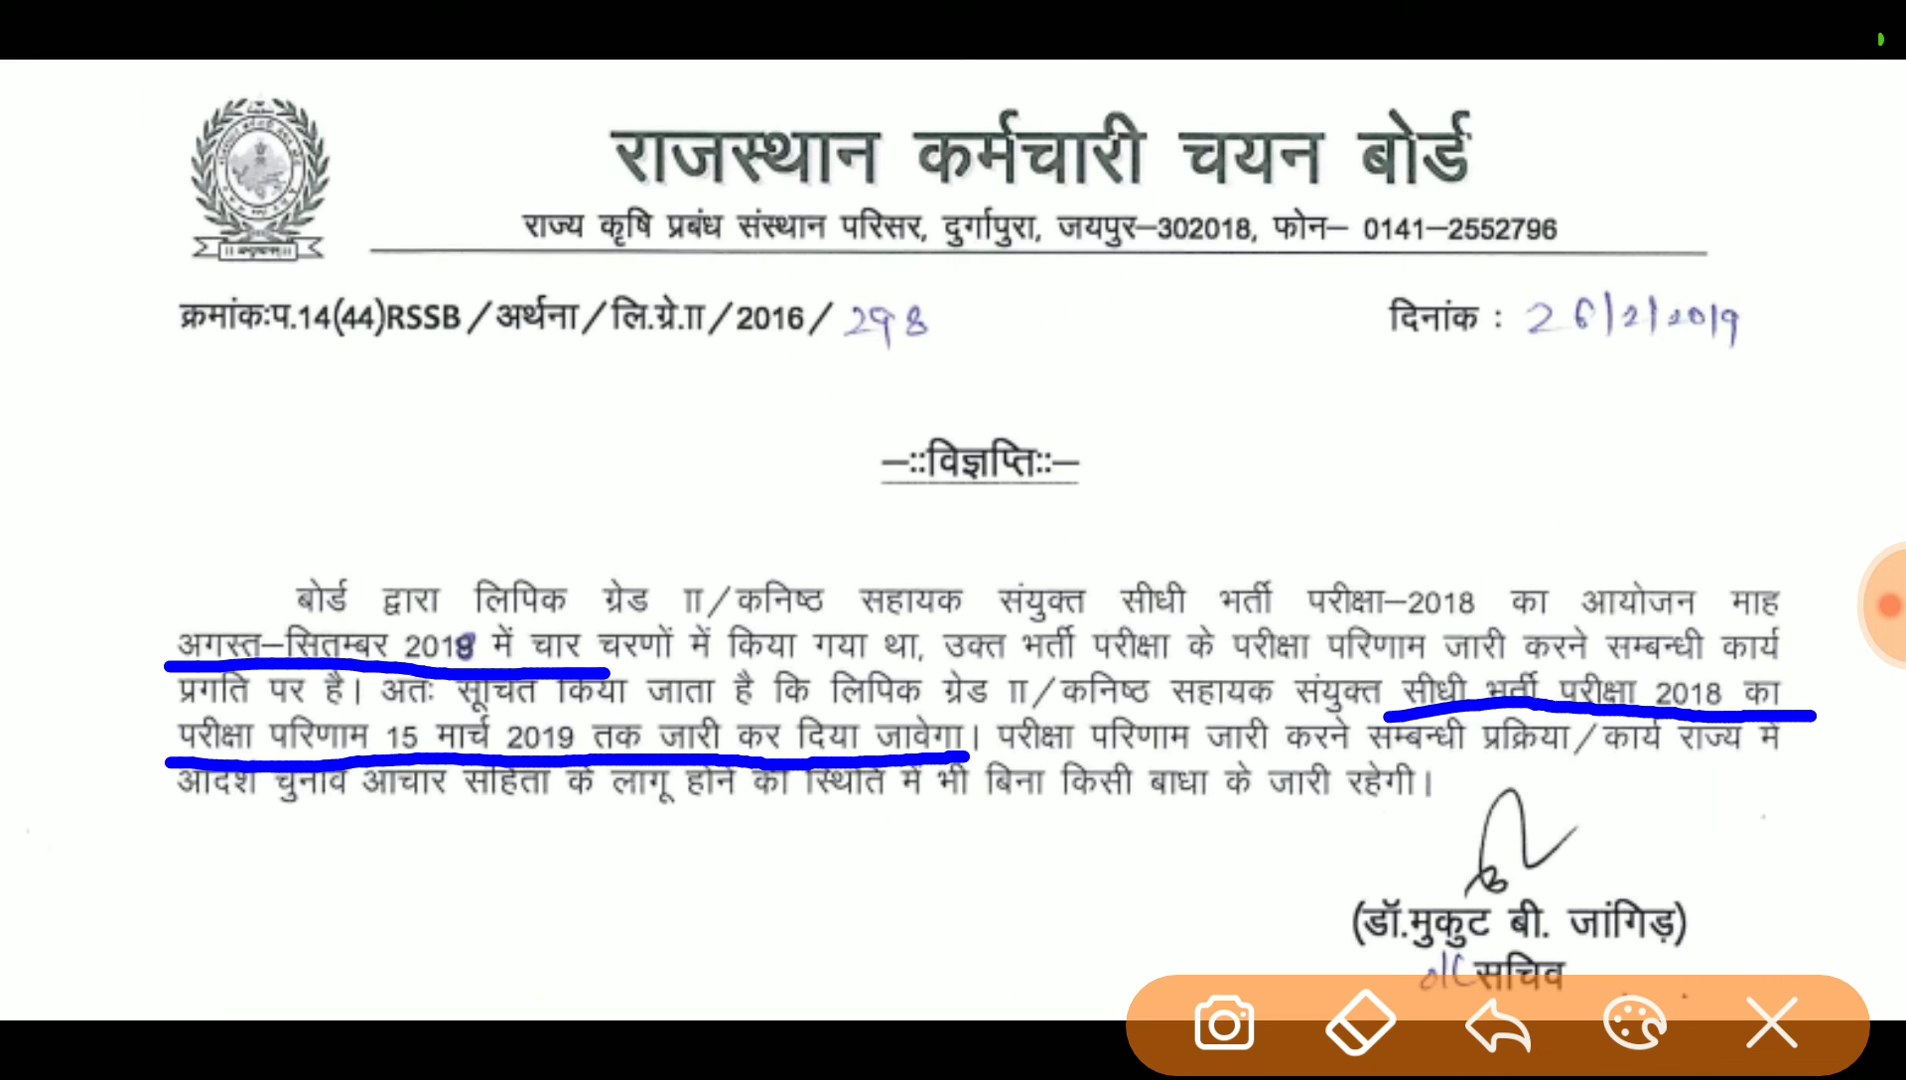 राजस्थान कर्मचारी चयन बोर्ड
राज्य कृषि प्रबंध संस्थान परिसर, दुर्गापुरा, जयपुर–302018, फोन– 0141–2552796
क्रमांक:प.14(44)RSSB/अर्थना/लि.ग्रे.II/2016/298
दिनांक : 26/2/2019
–::विज्ञप्ति::–
बोर्ड द्वारा लिपिक ग्रेड II/कनिष्ठ सहायक संयुक्त सीधी भर्ती परीक्षा–2018 का आयोजन माह
अगस्त–सितम्बर 2018 में चार चरणों में किया गया था, उक्त भर्ती परीक्षा के परीक्षा परिणाम जारी करने सम्बन्धी कार्य
प्रगति पर है। अतः सूचित किया जाता है कि लिपिक ग्रेड II/कनिष्ठ सहायक संयुक्त सीधी भर्ती परीक्षा 2018 का
परीक्षा परिणाम 15 मार्च 2019 तक जारी कर दिया जावेगा। परीक्षा परिणाम जारी करने सम्बन्धी प्रक्रिया/कार्य राज्य में
आदर्श चुनाव आचार संहिता के लागू होने की स्थिति में भी बिना किसी बाधा के जारी रहेगी।
(डॉ.मुकुट बी. जांगिड़)
सचिव